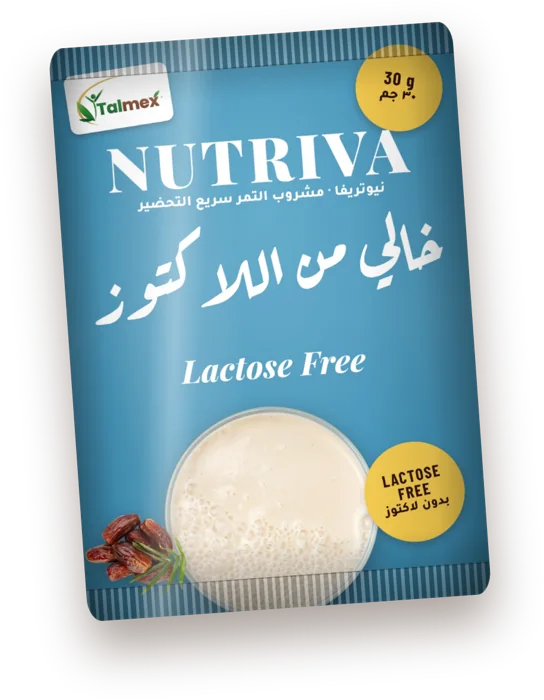 Talmex
30 g
٣٠ جم
NUTRIVA
نيوتريفا · مشروب التمر سريع التحضير
خالي من اللاكتوز
Lactose Free
LACTOSE
FREE
بدون لاكتوز